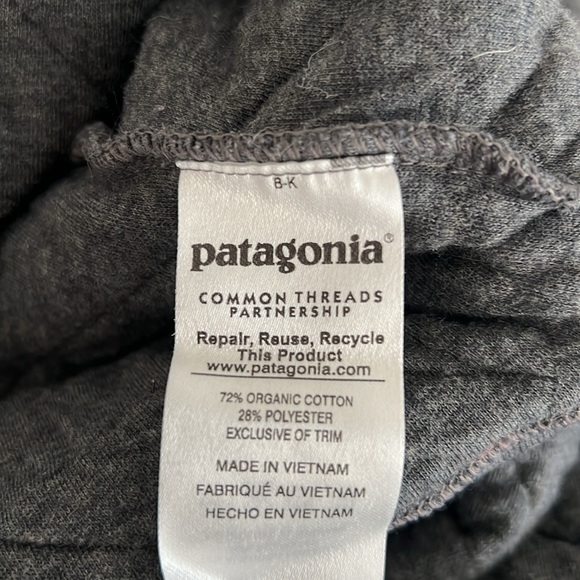 B-K
patagonia®
COMMON THREADS
PARTNERSHIP
Repair, Reuse, Recycle
This Product
www.patagonia.com
72% ORGANIC COTTON
28% POLYESTER
EXCLUSIVE OF TRIM
MADE IN VIETNAM
FABRIQUÉ AU VIETNAM
HECHO EN VIETNAM